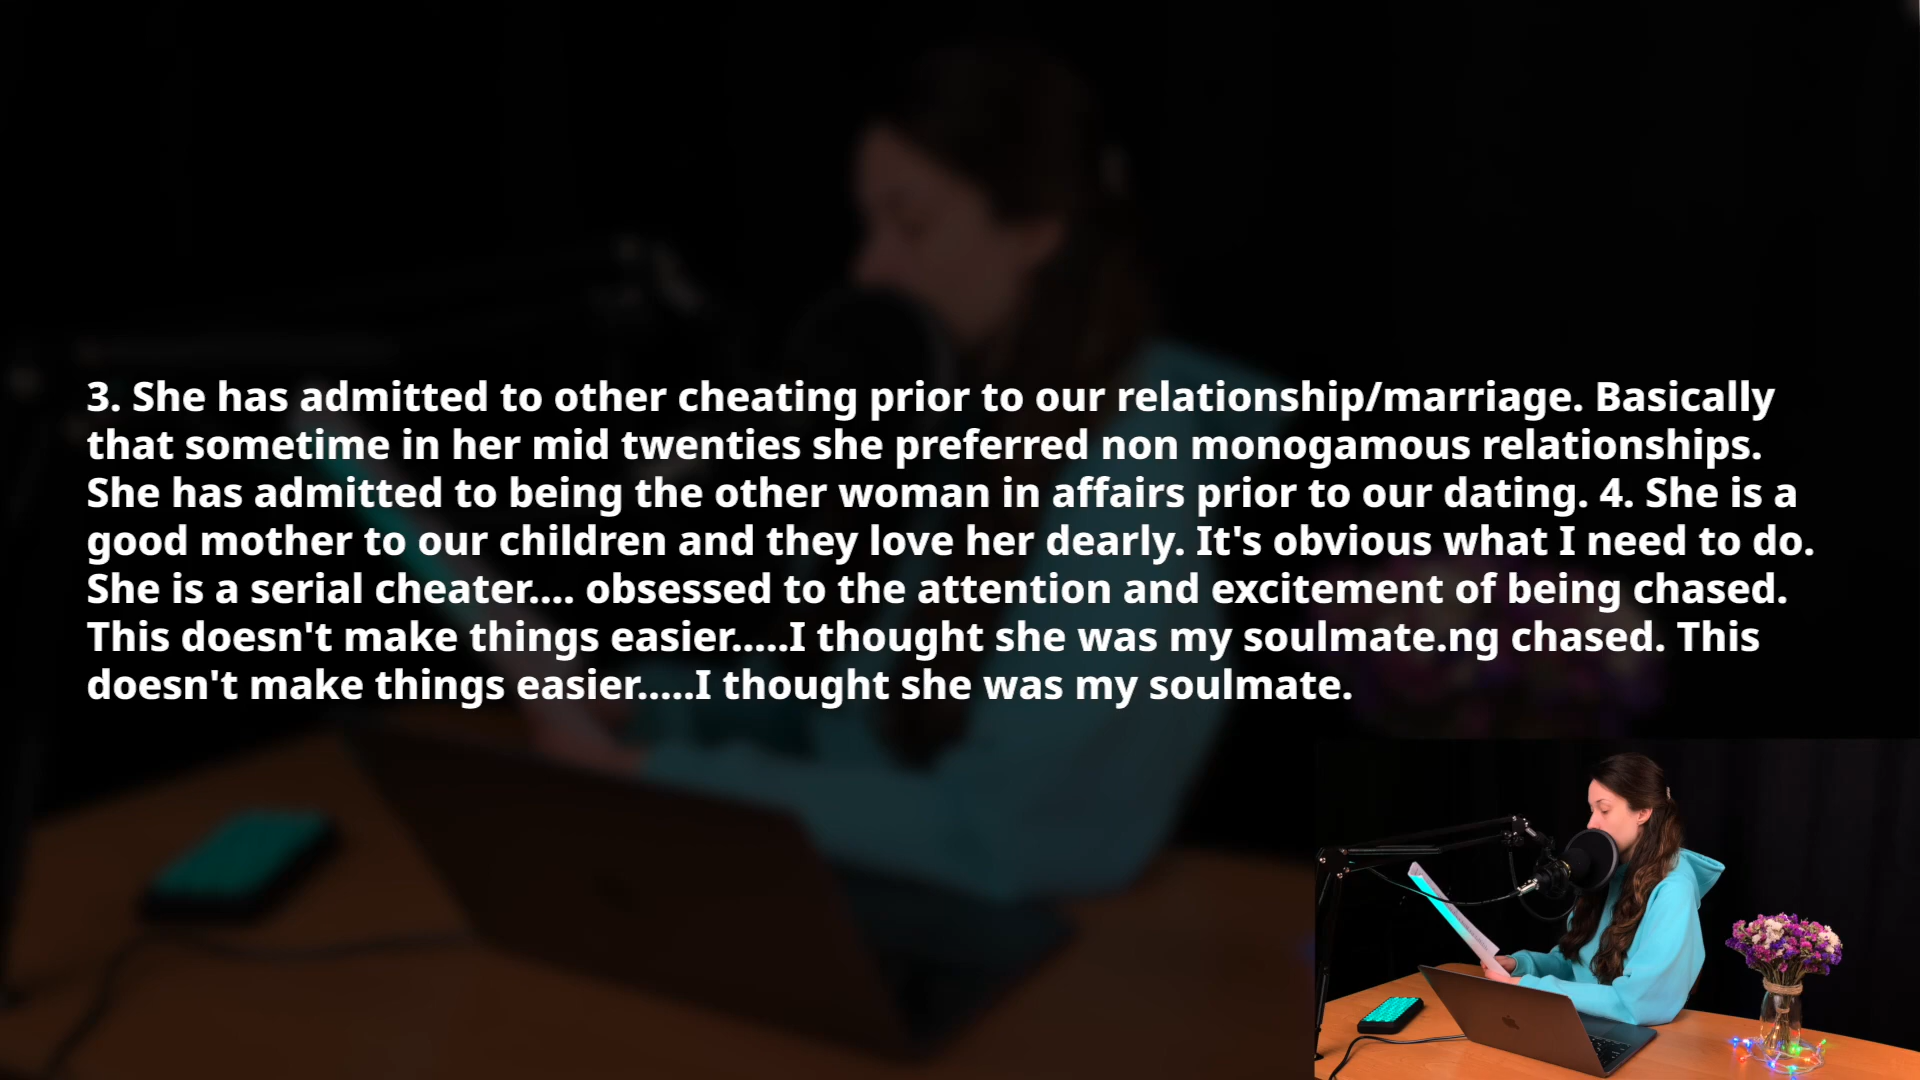 3. She has admitted to other cheating prior to our relationship/marriage. Basically
that sometime in her mid twenties she preferred non monogamous relationships.
She has admitted to being the other woman in affairs prior to our dating. 4. She is a
good mother to our children and they love her dearly. It's obvious what I need to do.
She is a serial cheater.... obsessed to the attention and excitement of being chased.
This doesn't make things easier.....I thought she was my soulmate.ng chased. This
doesn't make things easier.....I thought she was my soulmate.